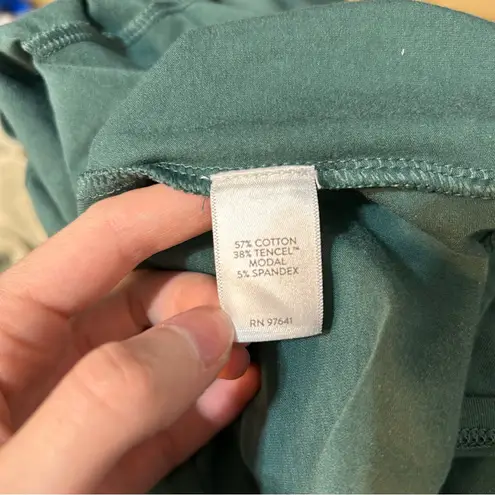 57% COTTON
38% TENCEL™
MODAL
5% SPANDEX
RN 97641